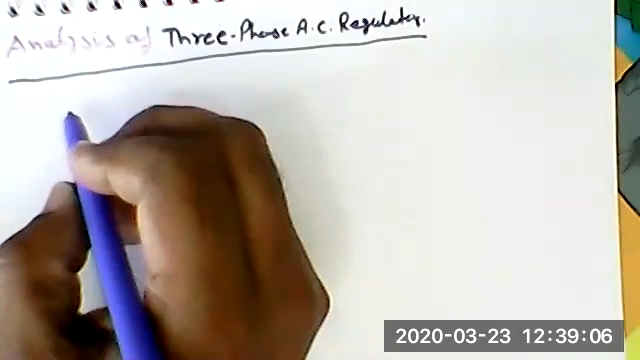 Analysis of Three-Phase A.C. Regulator.
2020-03-23 12:39:06